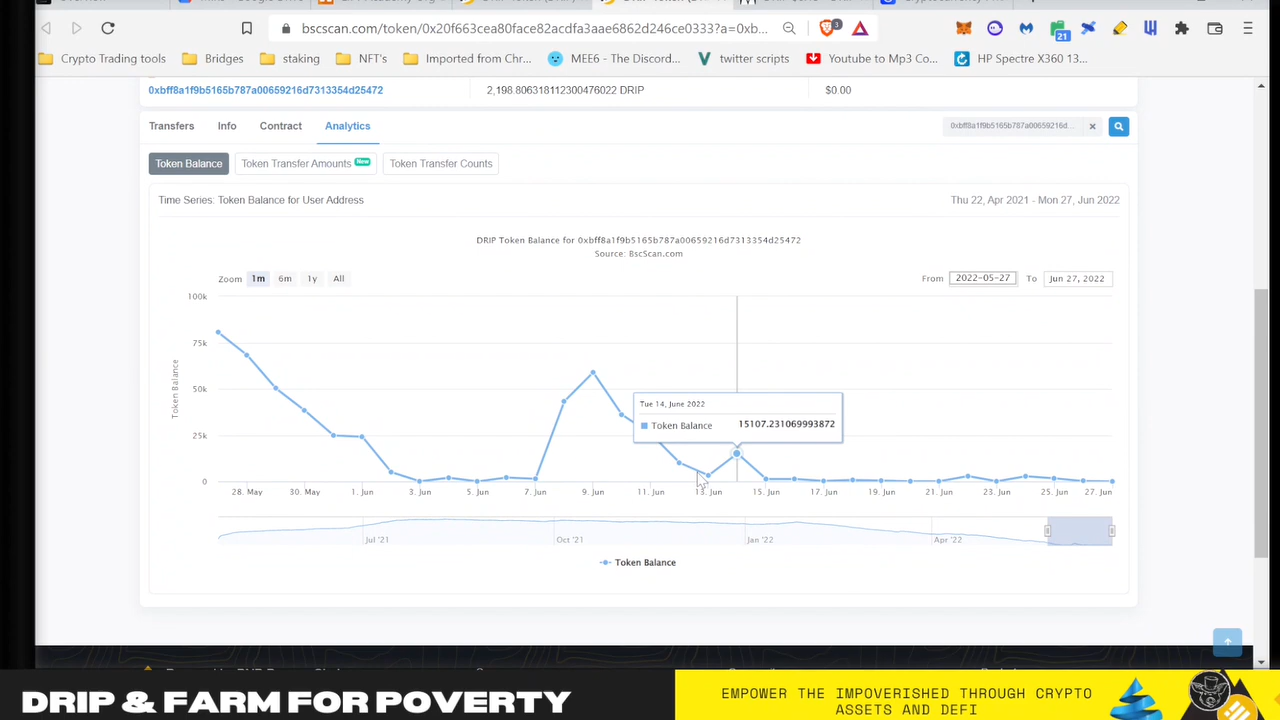 bscscan.com/token/0x20f663cea80face82acdfa3aae6862d246ce0333?a=0xb...
3
21
Crypto Trading tools
Bridges
staking
NFT's
Imported from Chr...
MEE6 - The Discord...
twitter scripts
Youtube to Mp3 Co...
HP Spectre X360 13...
0xbff8a1f9b5165b787a00659216d7313354d25472
2,198.806318112300476022 DRIP
$0.00
Transfers
Info
Contract
Analytics
0xbff8a1f9b5165b787a00659216d...
Token Balance
Token Transfer Amounts New
Token Transfer Counts
Time Series: Token Balance for User Address
Thu 22, Apr 2021 - Mon 27, Jun 2022
DRIP Token Balance for 0xbff8a1f9b5165b787a00659216d7313354d25472
Source: BscScan.com
Zoom 1m 6m 1y All
From 2022-05-27 To Jun 27, 2022
Token Balance
100k
75k
50k
25k
0
Tue 14, June 2022
Token Balance 15107.231069993872
28. May
30. May
1. Jun
3. Jun
5. Jun
7. Jun
9. Jun
11. Jun
13. Jun
15. Jun
17. Jun
19. Jun
21. Jun
23. Jun
25. Jun
27. Jun
Jul '21
Oct '21
Jan '22
Apr '22
Token Balance
DRIP & FARM FOR POVERTY
EMPOWER THE IMPOVERISHED THROUGH CRYPTO
ASSETS AND DEFI